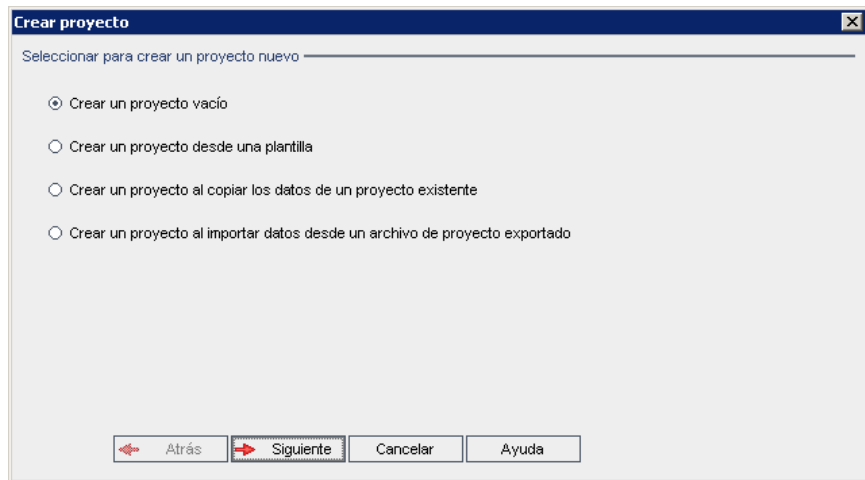 Crear proyecto
Seleccionar para crear un proyecto nuevo
Crear un proyecto vacío
Crear un proyecto desde una plantilla
Crear un proyecto al copiar los datos de un proyecto existente
Crear un proyecto al importar datos desde un archivo de proyecto exportado
Atrás Siguiente Cancelar Ayuda